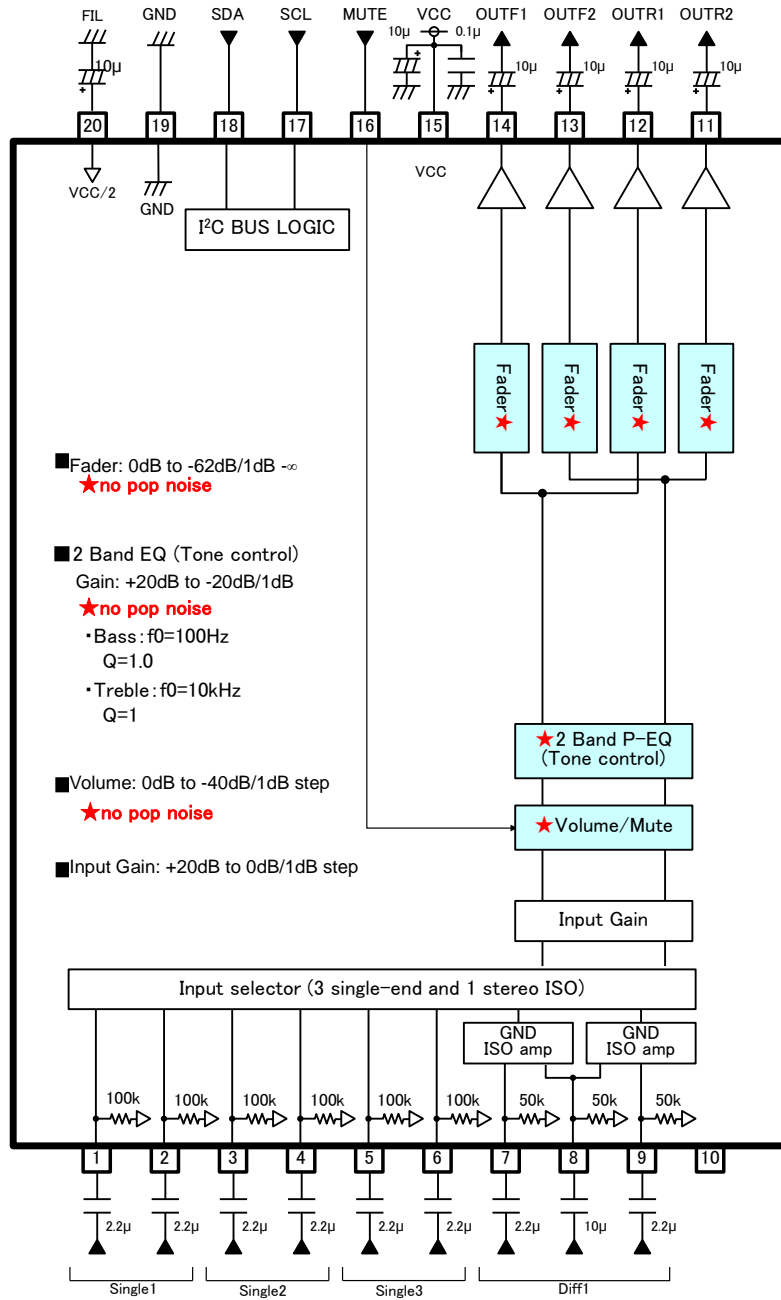 FIL GND SDA SCL MUTE VCC OUTF1 OUTF2 OUTR1 OUTR2
10μ 10μ 0.1μ 10μ 10μ 10μ 10μ
+ + + + + +
20 19 18 17 16 15 14 13 12 11
VCC/2 GND VCC
I²C BUS LOGIC
Fader★ Fader★ Fader★ Fader★
■Fader: 0dB to -62dB/1dB -∞
★no pop noise
■2 Band EQ (Tone control)
Gain: +20dB to -20dB/1dB
★no pop noise
・Bass:f0=100Hz
Q=1.0
・Treble:f0=10kHz
Q=1
★2 Band P-EQ
(Tone control)
■Volume: 0dB to -40dB/1dB step
★no pop noise
★Volume/Mute
■Input Gain: +20dB to 0dB/1dB step
Input Gain
Input selector (3 single-end and 1 stereo ISO)
GND
ISO amp
GND
ISO amp
100k 100k 100k 100k 100k 100k 50k 50k 50k
1 2 3 4 5 6 7 8 9 10
2.2μ 2.2μ 2.2μ 2.2μ 2.2μ 2.2μ 2.2μ 10μ 2.2μ
Single1 Single2 Single3 Diff1